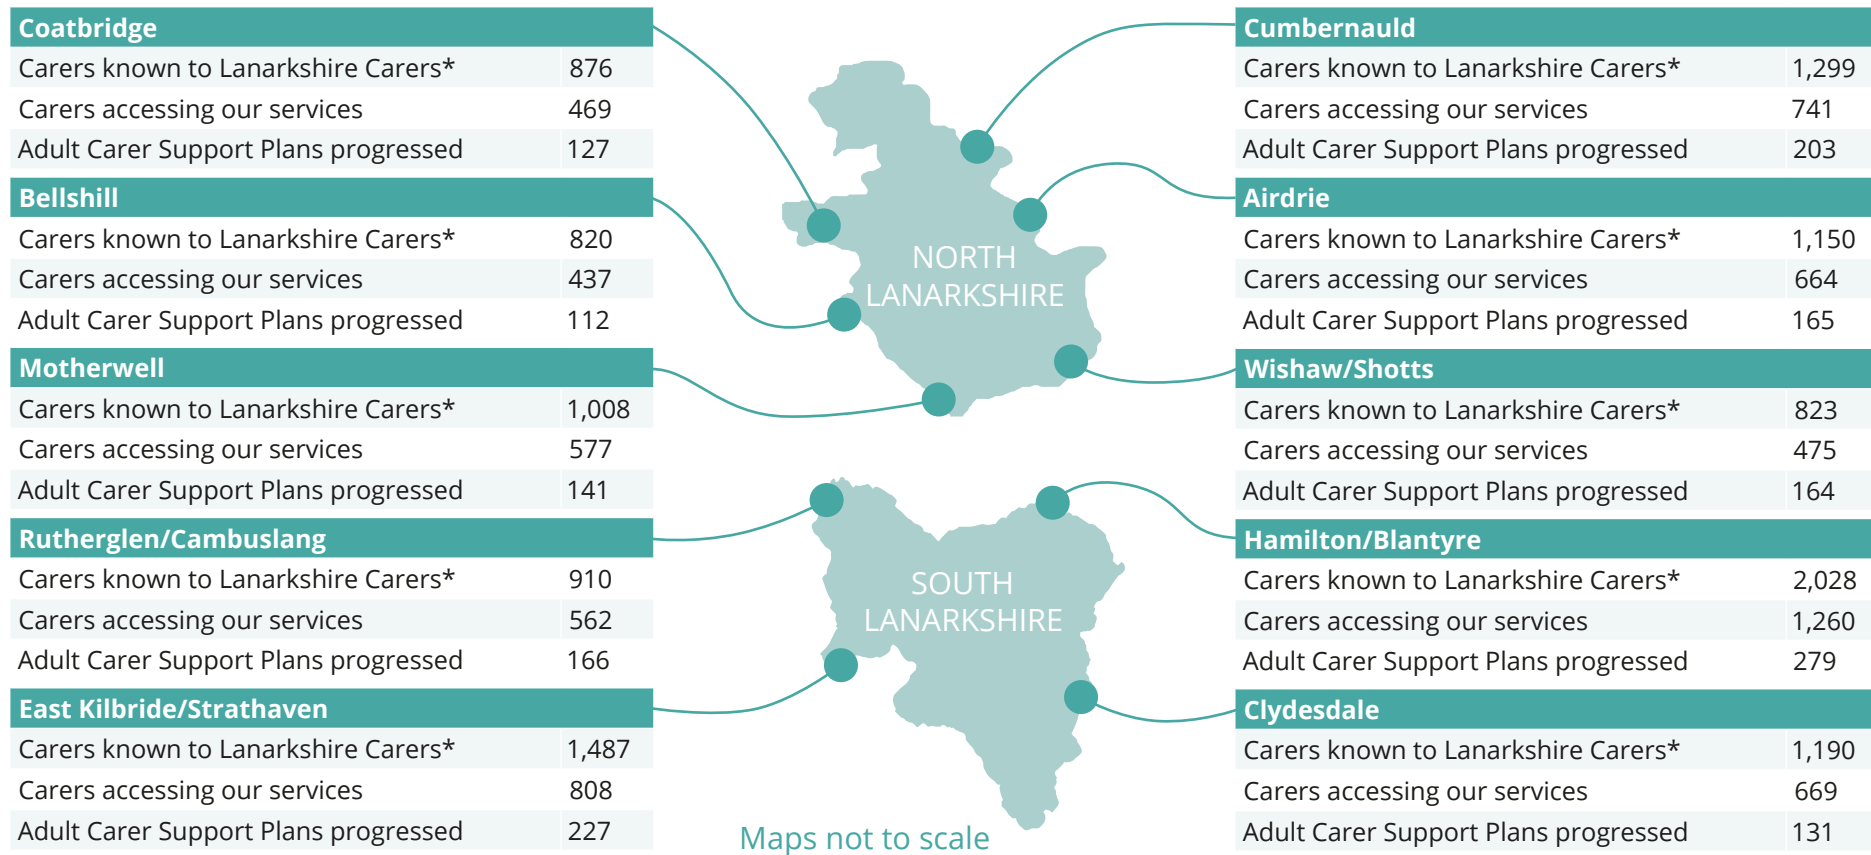 Coatbridge
Carers known to Lanarkshire Carers* 876
Carers accessing our services 469
Adult Carer Support Plans progressed 127
Bellshill
Carers known to Lanarkshire Carers* 820
Carers accessing our services 437
Adult Carer Support Plans progressed 112
Motherwell
Carers known to Lanarkshire Carers* 1,008
Carers accessing our services 577
Adult Carer Support Plans progressed 141
Rutherglen/Cambuslang
Carers known to Lanarkshire Carers* 910
Carers accessing our services 562
Adult Carer Support Plans progressed 166
East Kilbride/Strathaven
Carers known to Lanarkshire Carers* 1,487
Carers accessing our services 808
Adult Carer Support Plans progressed 227
NORTH
LANARKSHIRE
SOUTH
LANARKSHIRE
Maps not to scale
Cumbernauld
Carers known to Lanarkshire Carers* 1,299
Carers accessing our services 741
Adult Carer Support Plans progressed 203
Airdrie
Carers known to Lanarkshire Carers* 1,150
Carers accessing our services 664
Adult Carer Support Plans progressed 165
Wishaw/Shotts
Carers known to Lanarkshire Carers* 823
Carers accessing our services 475
Adult Carer Support Plans progressed 164
Hamilton/Blantyre
Carers known to Lanarkshire Carers* 2,028
Carers accessing our services 1,260
Adult Carer Support Plans progressed 279
Clydesdale
Carers known to Lanarkshire Carers* 1,190
Carers accessing our services 669
Adult Carer Support Plans progressed 131